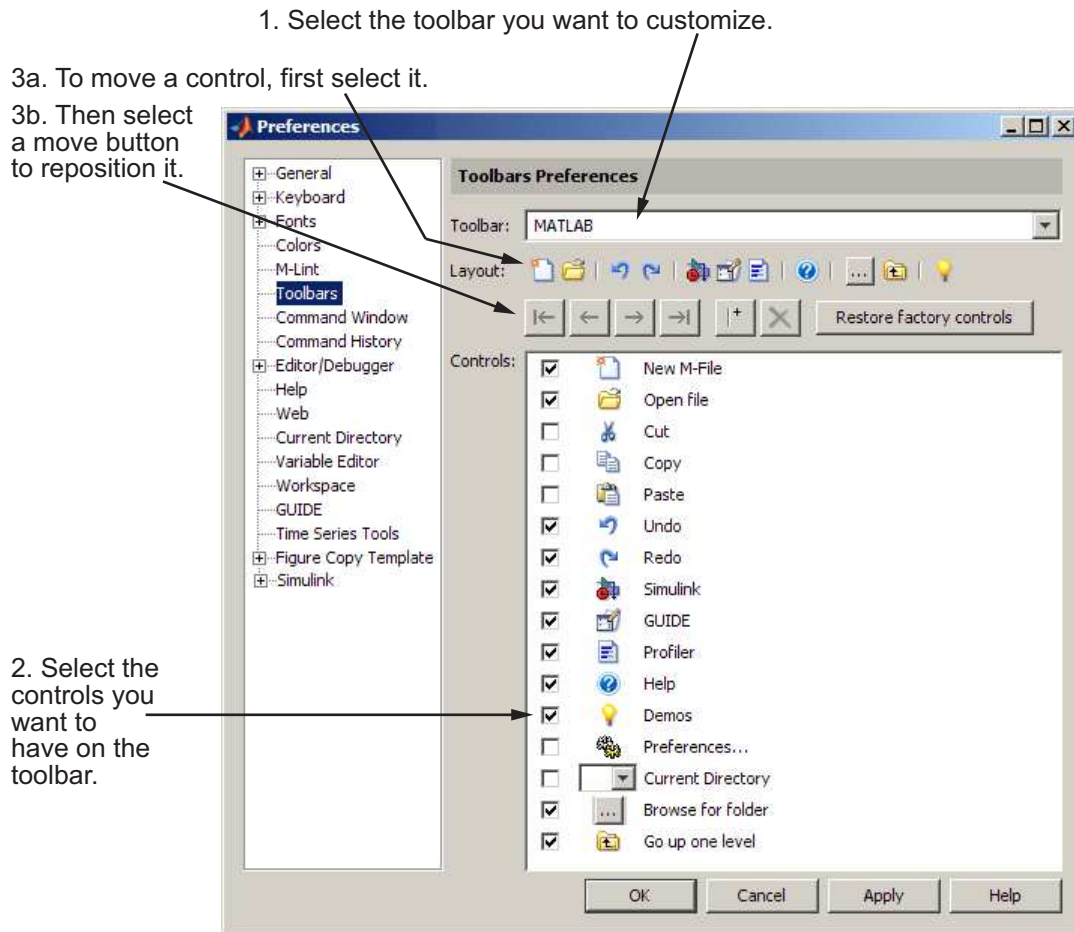 1. Select the toolbar you want to customize.
3a. To move a control, first select it.
3b. Then select
a move button
to reposition it.
Preferences
General
Keyboard
Fonts
Colors
M-Lint
Toolbars
Command Window
Command History
Editor/Debugger
Help
Web
Current Directory
Variable Editor
Workspace
GUIDE
Time Series Tools
Figure Copy Template
Simulink
Toolbars Preferences
Toolbar: MATLAB
Layout:
Restore factory controls
Controls:
New M-File
Open file
Cut
Copy
Paste
Undo
Redo
Simulink
GUIDE
Profiler
Help
Demos
Preferences...
Current Directory
... Browse for folder
Go up one level
2. Select the
controls you
want to
have on the
toolbar.
OK Cancel Apply Help